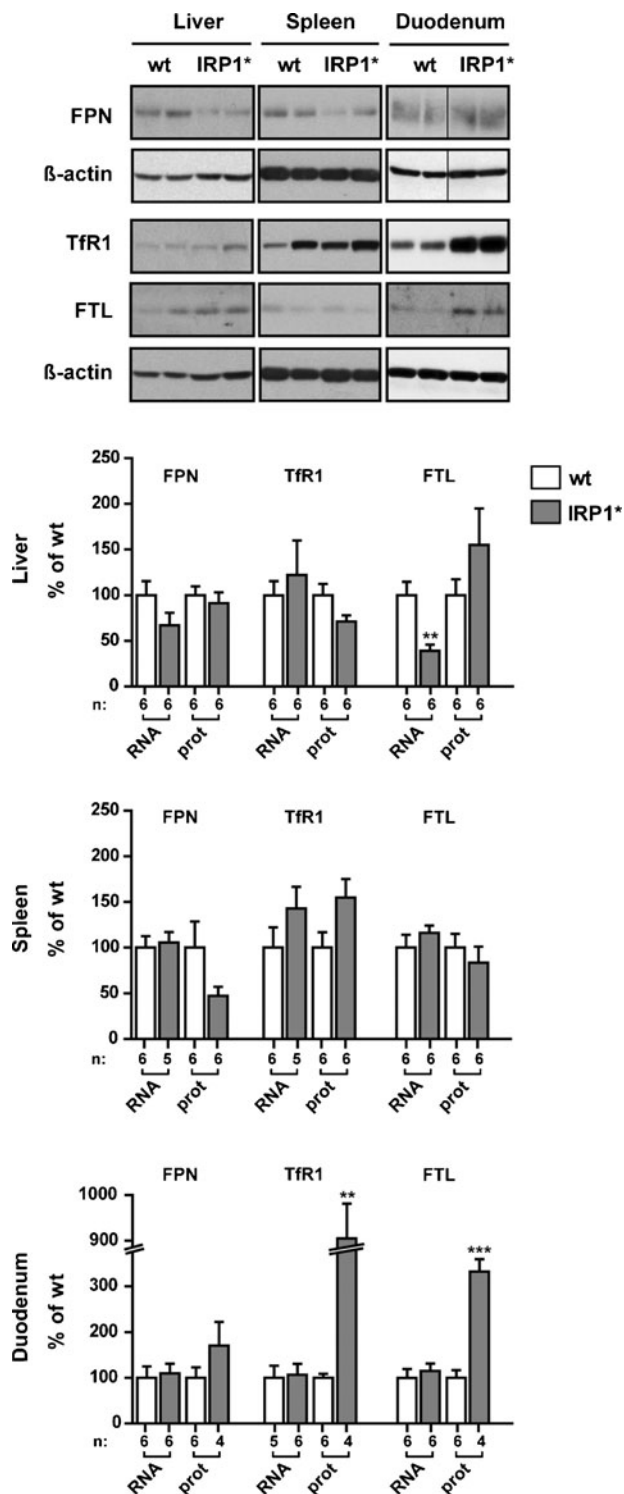 Liver Spleen Duodenum
wt IRP1* wt IRP1* wt IRP1*
FPN
ß-actin
TfR1
FTL
ß-actin
250
200
150
100
50
0
Liver
% of wt
FPN TfR1 FTL
**
wt
IRP1*
n: 6 6 6 6 6 6 6 6 6 6 6 6
RNA prot RNA prot RNA prot
250
200
150
100
50
0
Spleen
% of wt
FPN TfR1 FTL
n: 6 5 6 6 6 5 6 6 6 6 6 6
RNA prot RNA prot RNA prot
1000
900
300
200
100
0
Duodenum
% of wt
FPN TfR1 FTL
**
***
n: 6 6 6 4 5 6 6 4 6 6 6 4
RNA prot RNA prot RNA prot